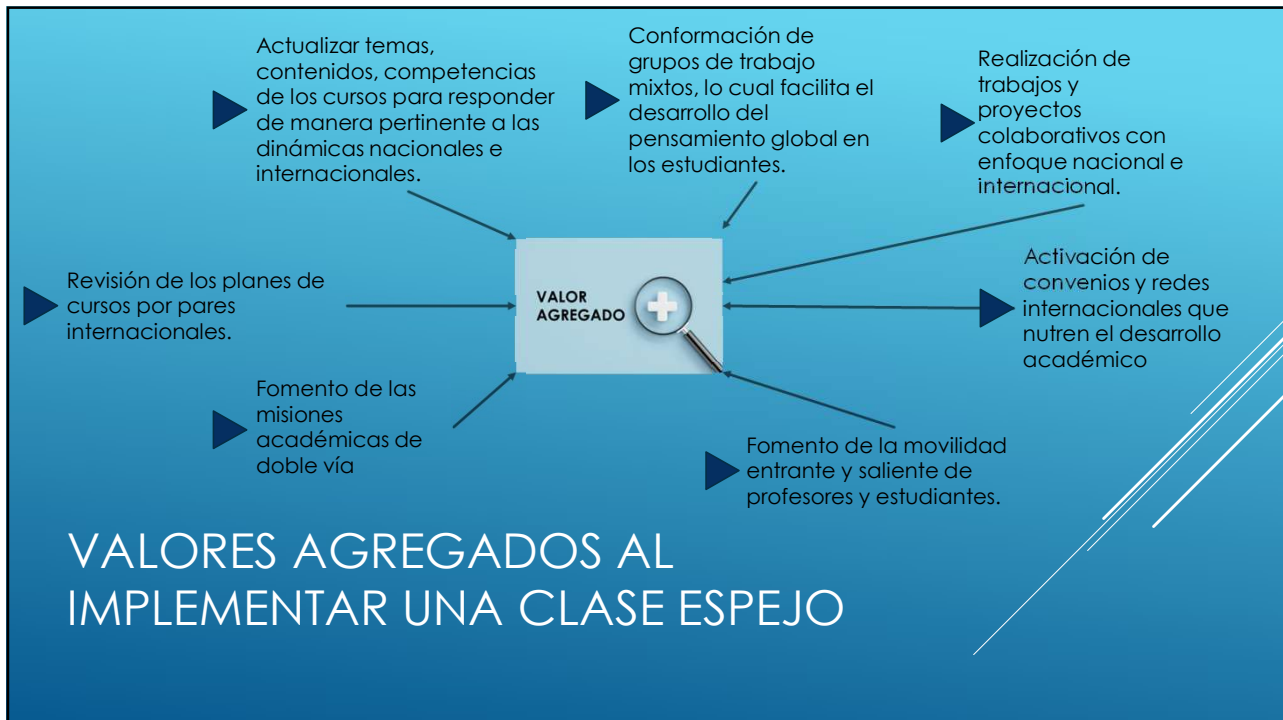 Actualizar temas,
contenidos, competencias
de los cursos para responder
de manera pertinente a las
dinámicas nacionales e
internacionales.
Conformación de
grupos de trabajo
mixtos, lo cual facilita el
desarrollo del
pensamiento global en
los estudiantes.
Realización de
trabajos y
proyectos
colaborativos con
enfoque nacional e
internacional.
Revisión de los planes de
cursos por pares
internacionales.
VALOR
AGREGADO
Activación de
convenios y redes
internacionales que
nutren el desarrollo
académico
Fomento de las
misiones
académicas de
doble vía
Fomento de la movilidad
entrante y saliente de
profesores y estudiantes.
VALORES AGREGADOS AL
IMPLEMENTAR UNA CLASE ESPEJO